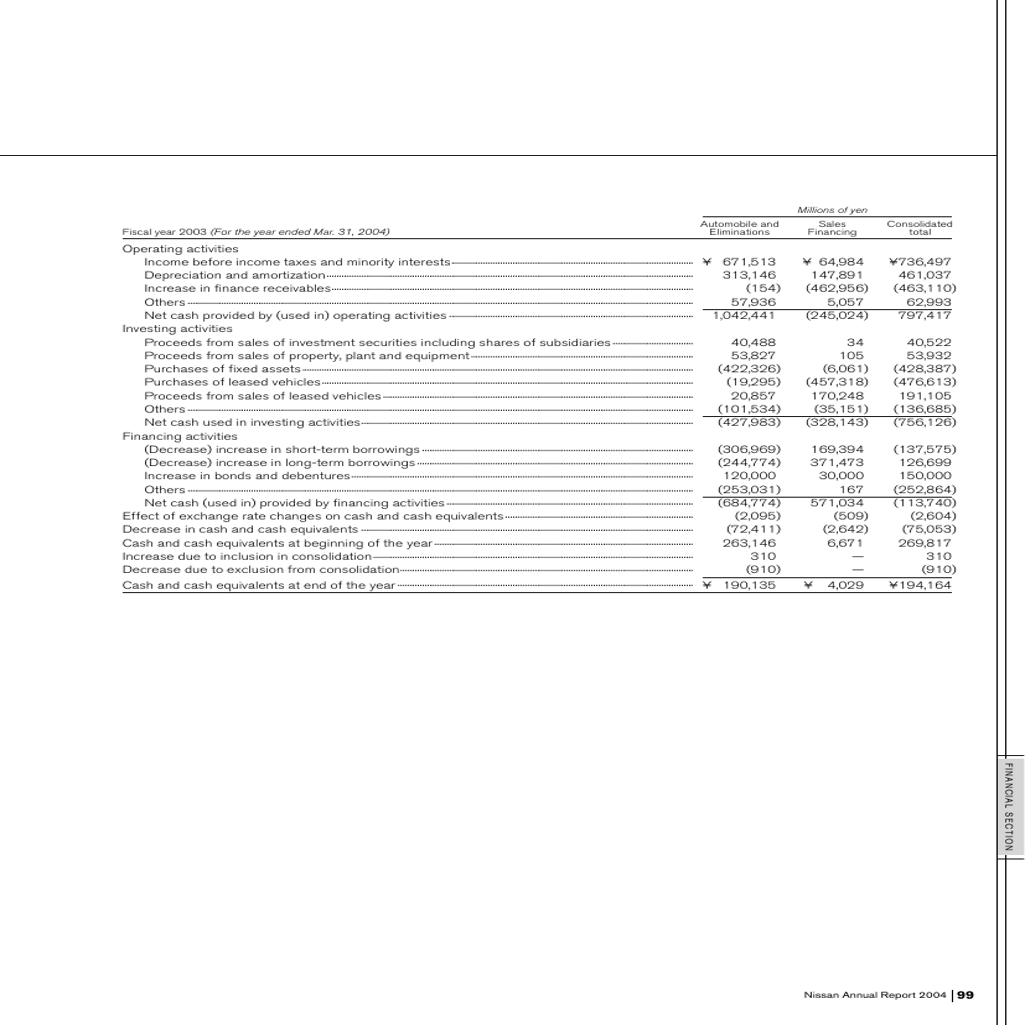 Millions of yen
Fiscal year 2003 (For the year ended Mar. 31, 2004) Automobile and Eliminations Sales Financing Consolidated total
Operating activities
Income before income taxes and minority interests ¥ 671,513 ¥ 64,984 ¥736,497
Depreciation and amortization 313,146 147,891 461,037
Increase in finance receivables (154) (462,956) (463,110)
Others 57,936 5,057 62,993
Net cash provided by (used in) operating activities 1,042,441 (245,024) 797,417
Investing activities
Proceeds from sales of investment securities including shares of subsidiaries 40,488 34 40,522
Proceeds from sales of property, plant and equipment 53,827 105 53,932
Purchases of fixed assets (422,326) (6,061) (428,387)
Purchases of leased vehicles (19,295) (457,318) (476,613)
Proceeds from sales of leased vehicles 20,857 170,248 191,105
Others (101,534) (35,151) (136,685)
Net cash used in investing activities (427,983) (328,143) (756,126)
Financing activities
(Decrease) increase in short-term borrowings (306,969) 169,394 (137,575)
(Decrease) increase in long-term borrowings (244,774) 371,473 126,699
Increase in bonds and debentures 120,000 30,000 150,000
Others (253,031) 167 (252,864)
Net cash (used in) provided by financing activities (684,774) 571,034 (113,740)
Effect of exchange rate changes on cash and cash equivalents (2,095) (509) (2,604)
Decrease in cash and cash equivalents (72,411) (2,642) (75,053)
Cash and cash equivalents at beginning of the year 263,146 6,671 269,817
Increase due to inclusion in consolidation 310 — 310
Decrease due to exclusion from consolidation (910) — (910)
Cash and cash equivalents at end of the year ¥ 190,135 ¥ 4,029 ¥194,164
FINANCIAL SECTION
Nissan Annual Report 2004 99